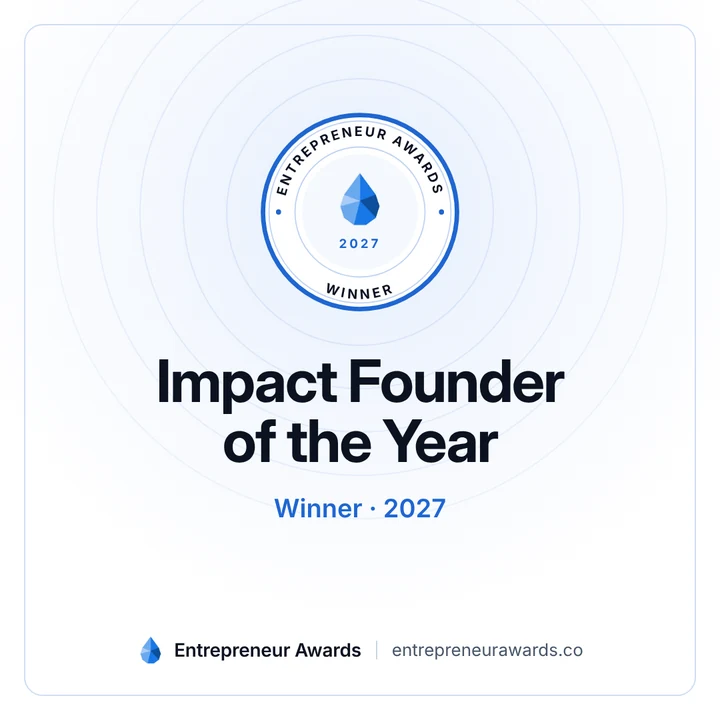 ENTREPRENEUR AWARDS
2027
WINNER
Impact Founder
of the Year
Winner · 2027
Entrepreneur Awards | entrepreneurawards.co